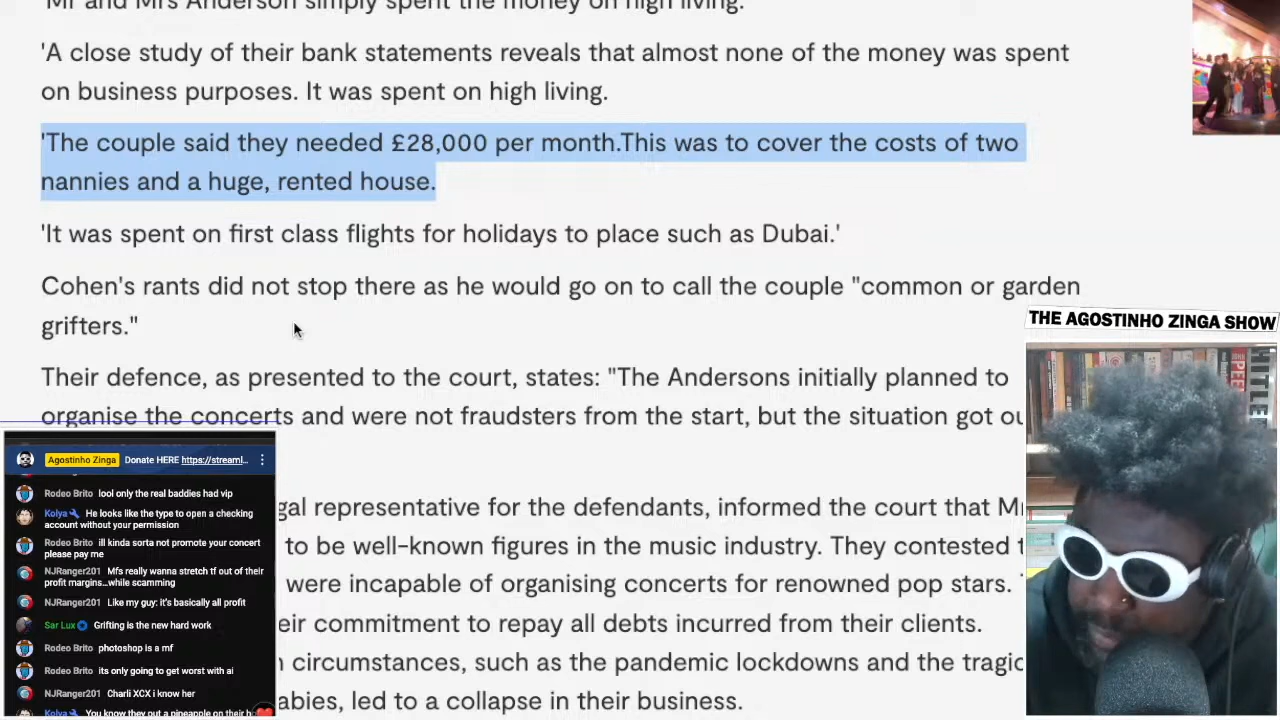 'Mr and Mrs Anderson simply spent the money on high living.
'A close study of their bank statements reveals that almost none of the money was spent
on business purposes. It was spent on high living.
'The couple said they needed £28,000 per month.This was to cover the costs of two
nannies and a huge, rented house.
'It was spent on first class flights for holidays to place such as Dubai.'
Cohen's rants did not stop there as he would go on to call the couple "common or garden
grifters."
Their defence, as presented to the court, states: "The Andersons initially planned to
organise the concerts and were not fraudsters from the start, but the situation got ou
gal representative for the defendants, informed the court that Mr
to be well-known figures in the music industry. They contested t
were incapable of organising concerts for renowned pop stars.
eir commitment to repay all debts incurred from their clients.
circumstances, such as the pandemic lockdowns and the tragic
abies, led to a collapse in their business.
THE AGOSTINHO ZINGA SHOW
Agostinho Zinga Donate HERE https://streaml...
Rodeo Brito lool only the real baddies had vip
Kolya He looks like the type to open a checking
account without your permission
Rodeo Brito ill kinda sorta not promote your concert
please pay me
NJRanger201 Mfs really wanna stretch tf out of their
profit margins...while scamming
NJRanger201 Like my guy: it's basically all profit
Sar Lux Grifting is the new hard work
Rodeo Brito photoshop is a mf
Rodeo Brito its only going to get worst with ai
NJRanger201 Charli XCX i know her
Kolya You know they put a pineapple on their b